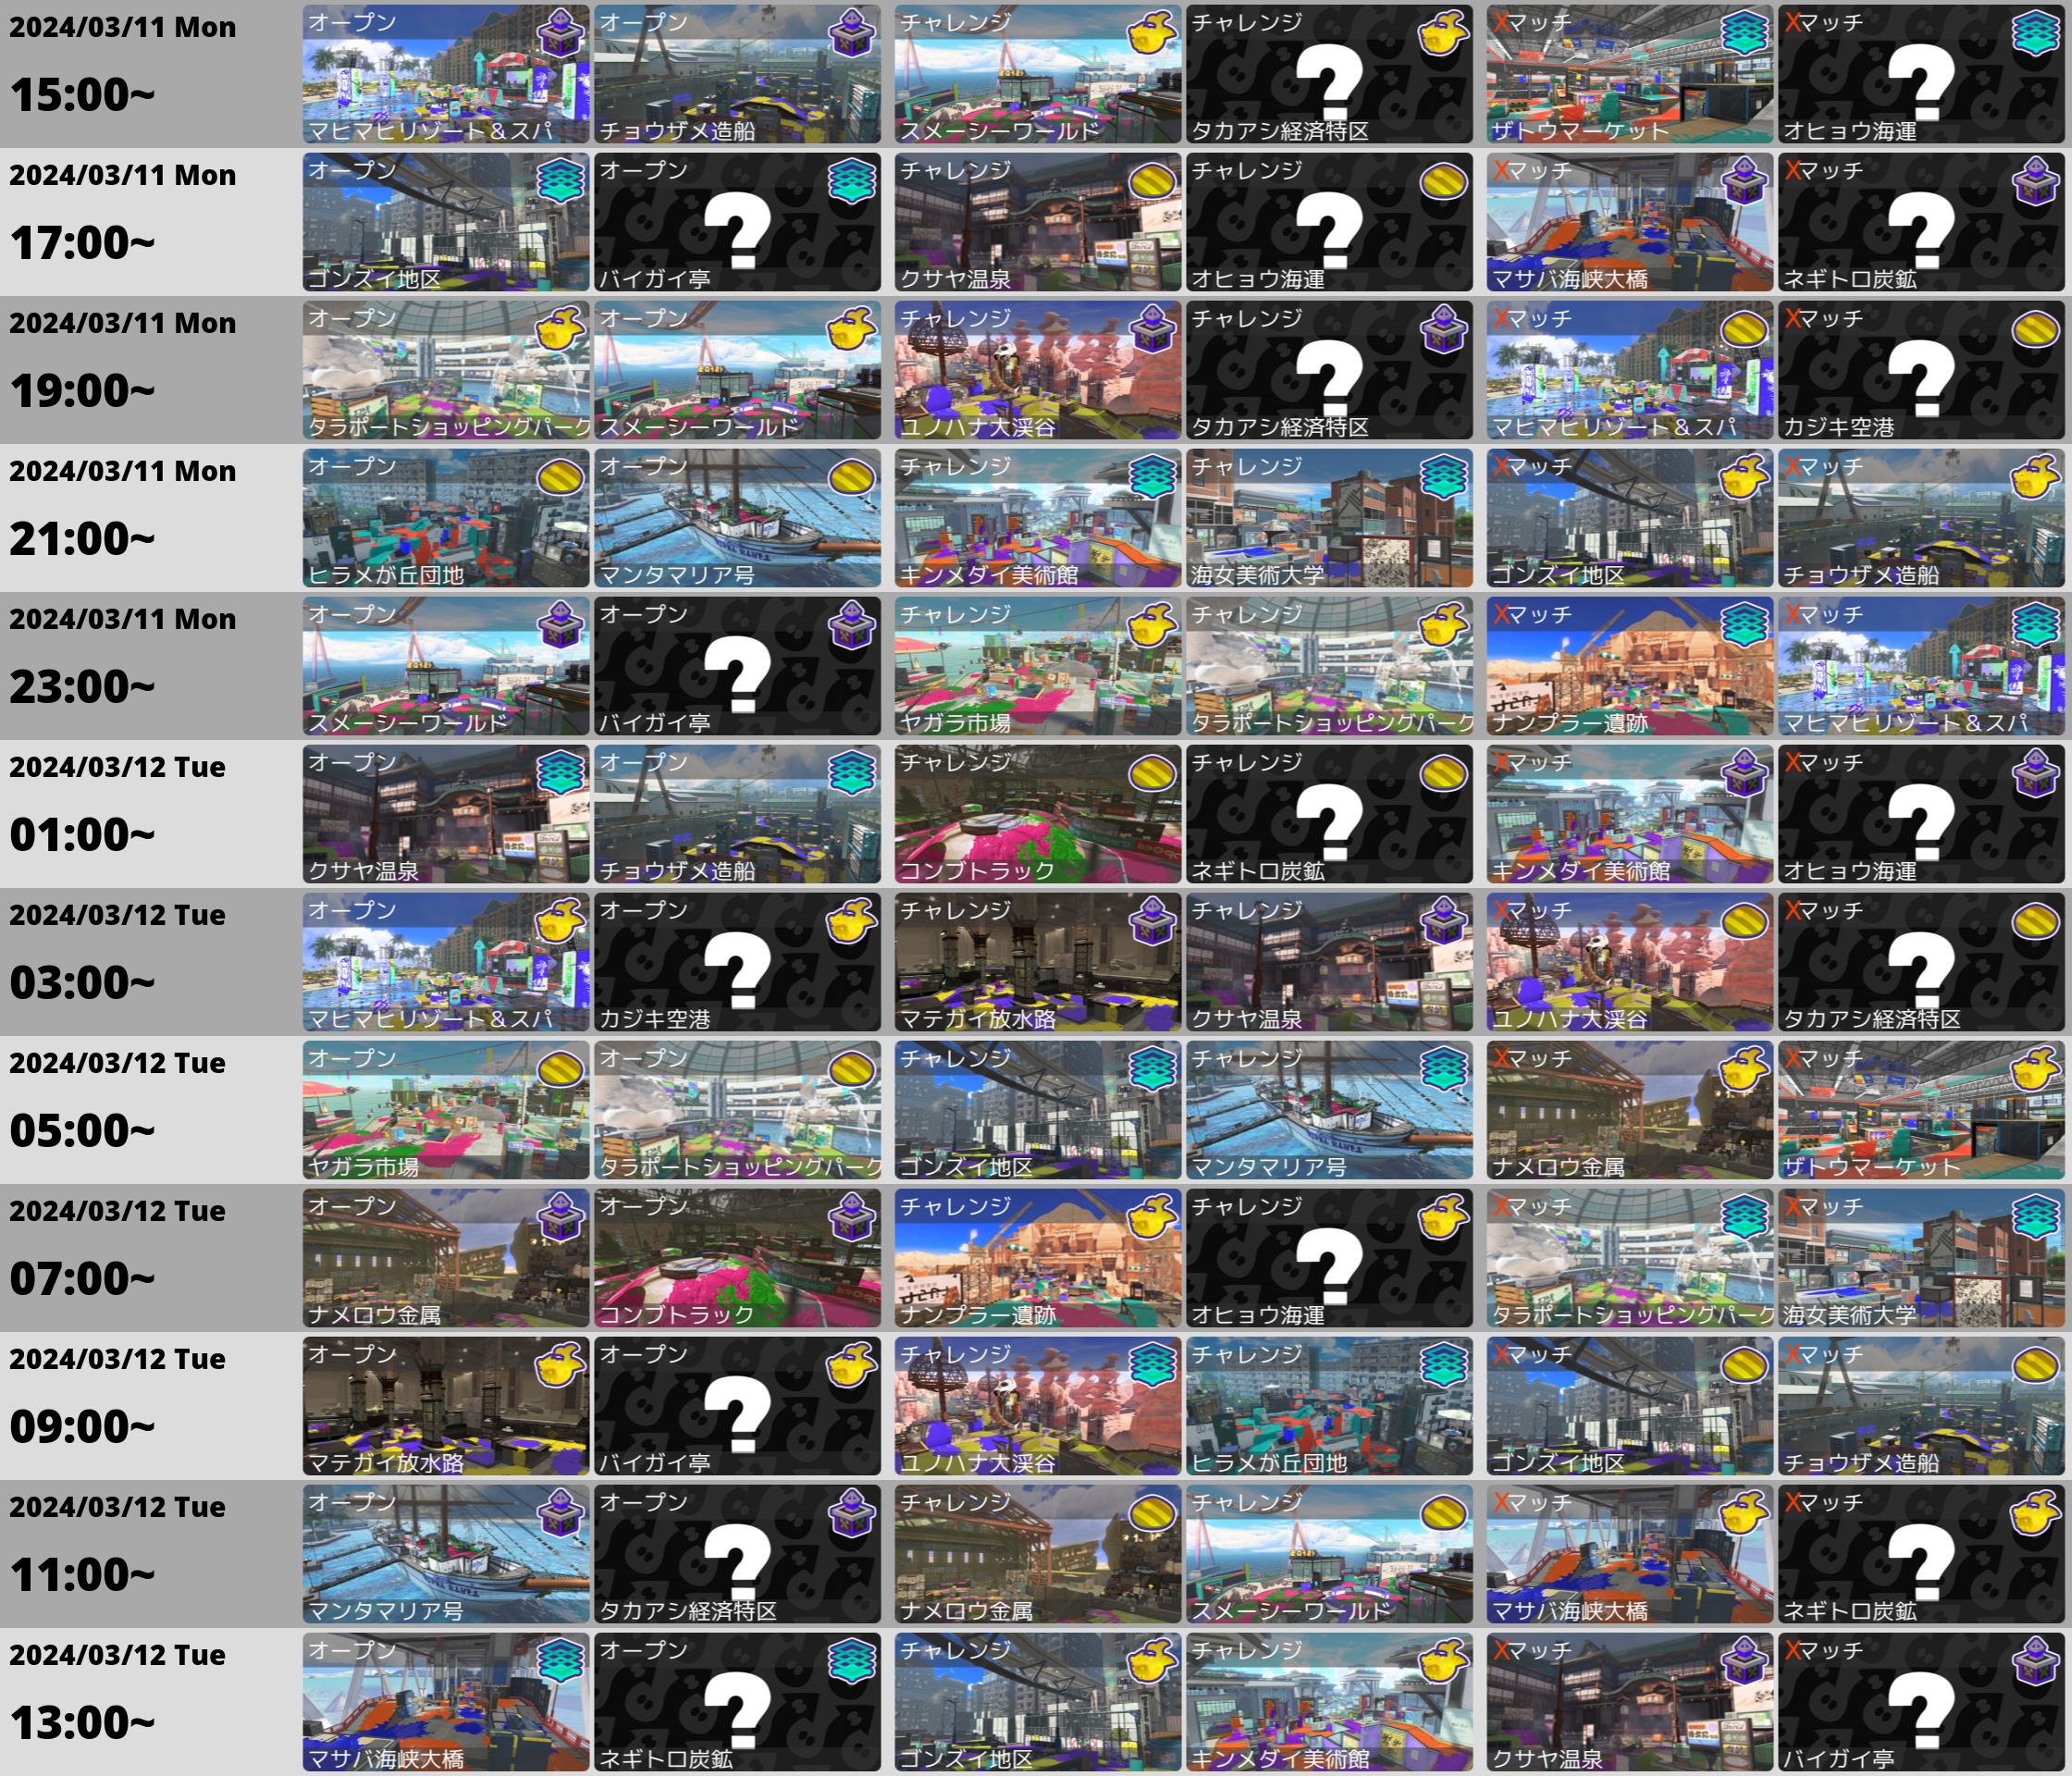 2024/03/11 Mon
15:00~
オープン
マヒマヒリゾート＆スパ
オープン
チョウザメ造船
チャレンジ
スメーシーワールド
チャレンジ
タカアシ経済特区
Xマッチ
ザトウマーケット
Xマッチ
オヒョウ海運
2024/03/11 Mon
17:00~
オープン
ゴンズイ地区
オープン
バイガイ亭
チャレンジ
クサヤ温泉
チャレンジ
オヒョウ海運
Xマッチ
マサバ海峡大橋
Xマッチ
ネギトロ炭鉱
2024/03/11 Mon
19:00~
オープン
タラポートショッピングパーク
オープン
スメーシーワールド
チャレンジ
ユノハナ大渓谷
チャレンジ
タカアシ経済特区
Xマッチ
マヒマヒリゾート＆スパ
Xマッチ
カジキ空港
2024/03/11 Mon
21:00~
オープン
ヒラメが丘団地
オープン
マンタマリア号
チャレンジ
キンメダイ美術館
チャレンジ
海女美術大学
Xマッチ
ゴンズイ地区
Xマッチ
チョウザメ造船
2024/03/11 Mon
23:00~
オープン
スメーシーワールド
オープン
バイガイ亭
チャレンジ
ヤガラ市場
チャレンジ
タラポートショッピングパーク
Xマッチ
ナンプラー遺跡
Xマッチ
マヒマヒリゾート＆スパ
2024/03/12 Tue
01:00~
オープン
クサヤ温泉
オープン
チョウザメ造船
チャレンジ
コンブトラック
チャレンジ
ネギトロ炭鉱
Xマッチ
キンメダイ美術館
Xマッチ
オヒョウ海運
2024/03/12 Tue
03:00~
オープン
マヒマヒリゾート＆スパ
オープン
カジキ空港
チャレンジ
マテガイ放水路
チャレンジ
クサヤ温泉
Xマッチ
ユノハナ大渓谷
Xマッチ
タカアシ経済特区
2024/03/12 Tue
05:00~
オープン
ヤガラ市場
オープン
タラポートショッピングパーク
チャレンジ
ゴンズイ地区
チャレンジ
マンタマリア号
Xマッチ
ナメロウ金属
Xマッチ
ザトウマーケット
2024/03/12 Tue
07:00~
オープン
ナメロウ金属
オープン
コンブトラック
チャレンジ
ナンプラー遺跡
チャレンジ
オヒョウ海運
Xマッチ
タラポートショッピングパーク
Xマッチ
海女美術大学
2024/03/12 Tue
09:00~
オープン
マテガイ放水路
オープン
バイガイ亭
チャレンジ
ユノハナ大渓谷
チャレンジ
ヒラメが丘団地
Xマッチ
ゴンズイ地区
Xマッチ
チョウザメ造船
2024/03/12 Tue
11:00~
オープン
マンタマリア号
オープン
タカアシ経済特区
チャレンジ
ナメロウ金属
チャレンジ
スメーシーワールド
Xマッチ
マサバ海峡大橋
Xマッチ
ネギトロ炭鉱
2024/03/12 Tue
13:00~
オープン
マサバ海峡大橋
オープン
ネギトロ炭鉱
チャレンジ
ゴンズイ地区
チャレンジ
キンメダイ美術館
Xマッチ
クサヤ温泉
Xマッチ
バイガイ亭